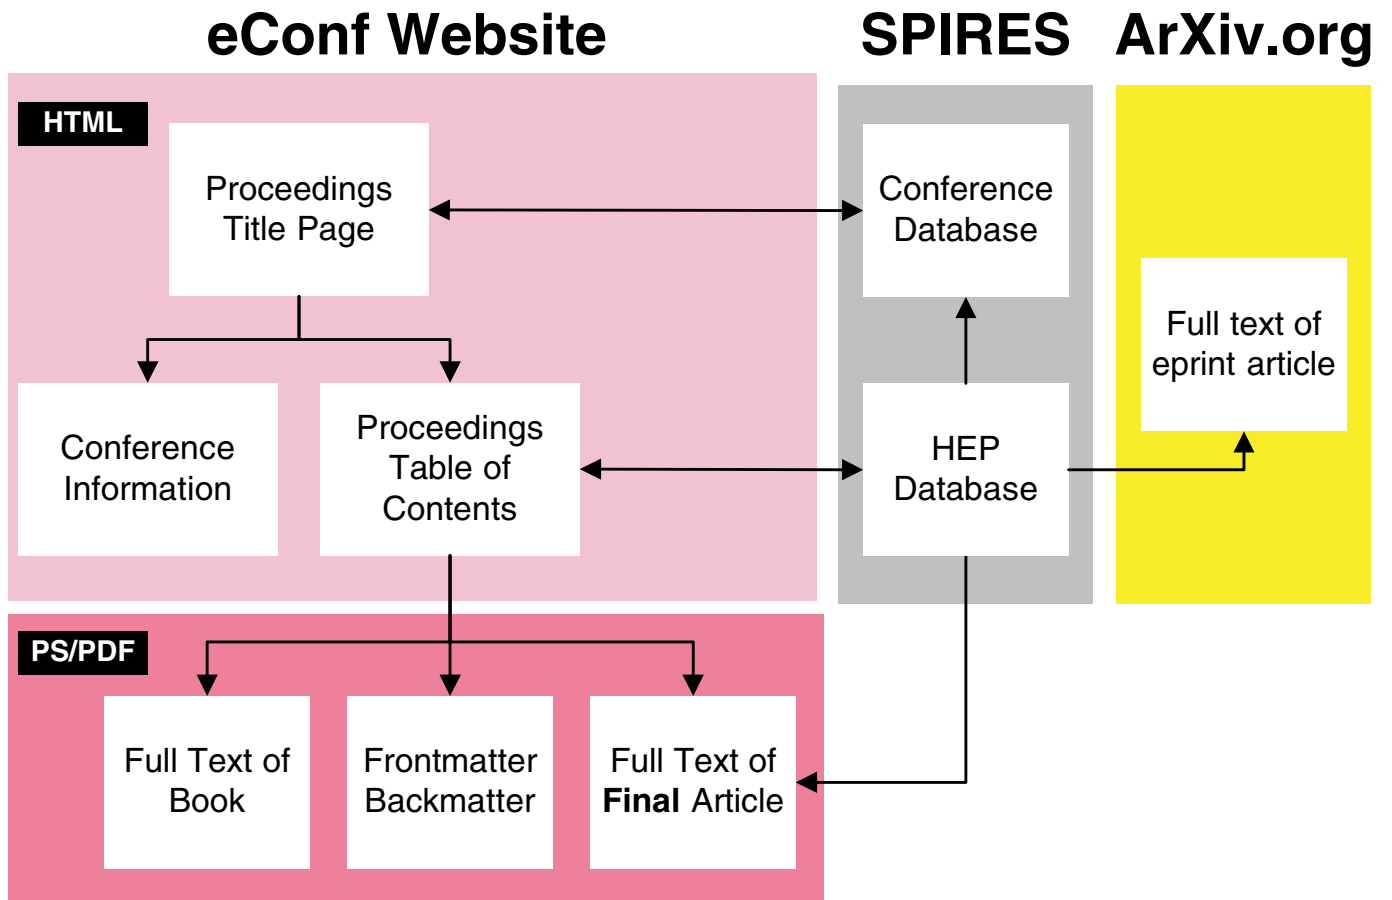 eConf Website
SPIRES
ArXiv.org
HTML
Proceedings
Title Page
Conference
Database
Full text of
eprint article
Conference
Information
Proceedings
Table of
Contents
HEP
Database
PS/PDF
Full Text of
Book
Frontmatter
Backmatter
Full Text of
Final Article